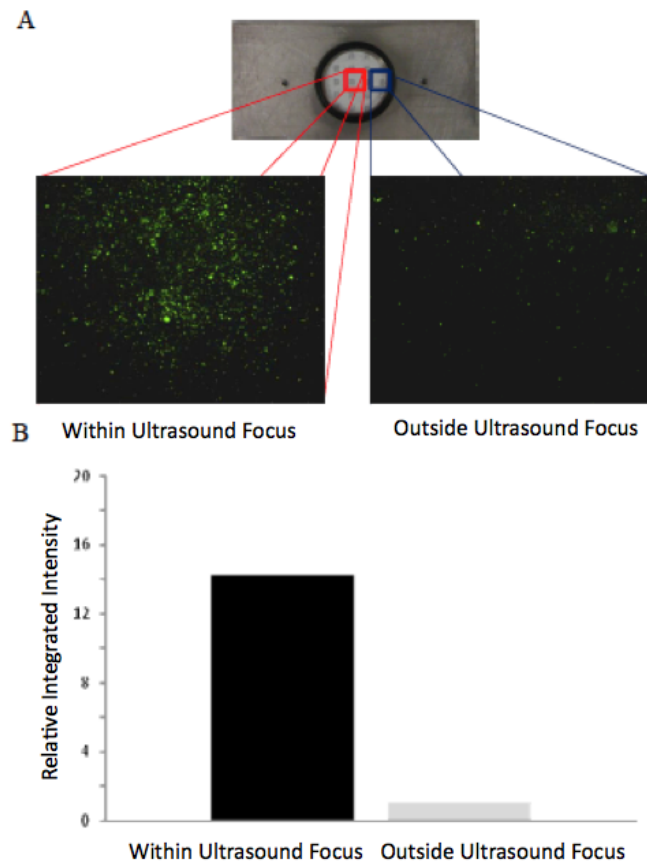 A
Within Ultrasound Focus
Outside Ultrasound Focus
B
Relative Integrated Intensity
20
16
12
8
4
0
Within Ultrasound Focus
Outside Ultrasound Focus